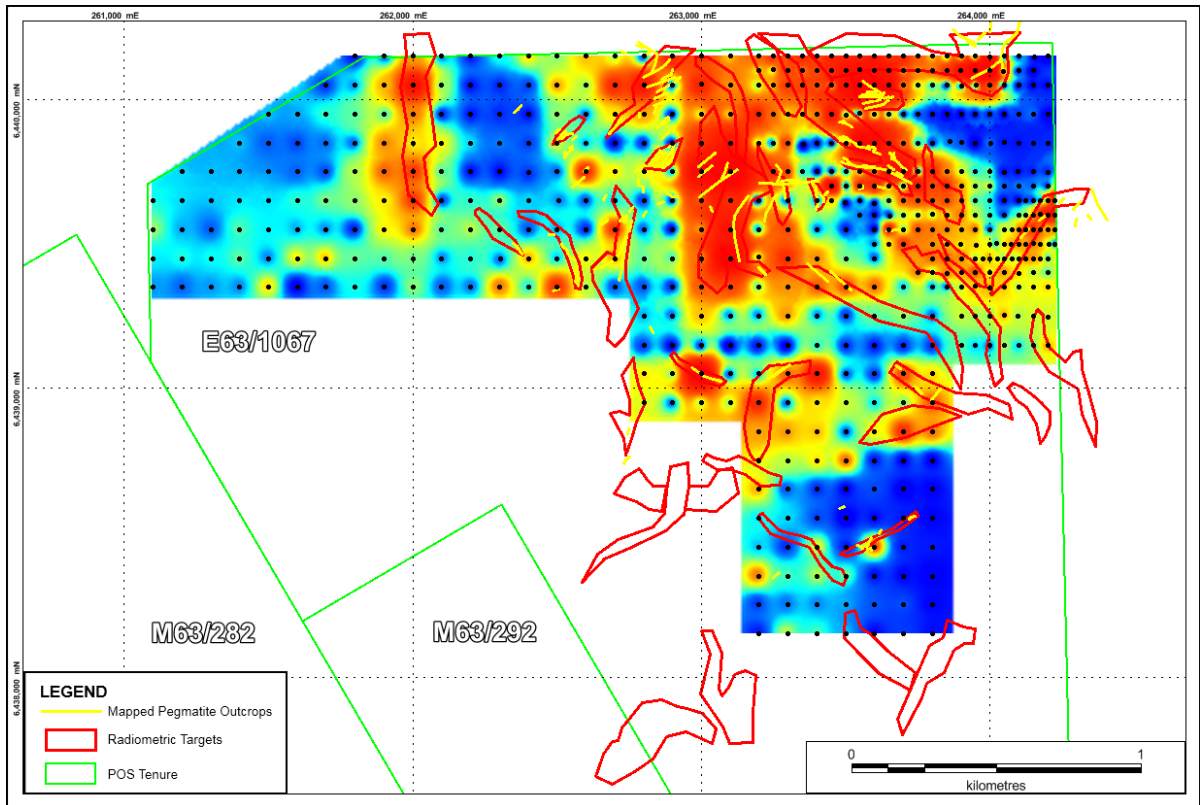 261,000 mE
262,000 mE
263,000 mE
264,000 mE
6,440,000 mN
6,439,000 mN
6,438,000 mN
E63/1067
M63/282
M63/292
LEGEND
Mapped Pegmatite Outcrops
Radiometric Targets
POS Tenure
0 1
kilometres